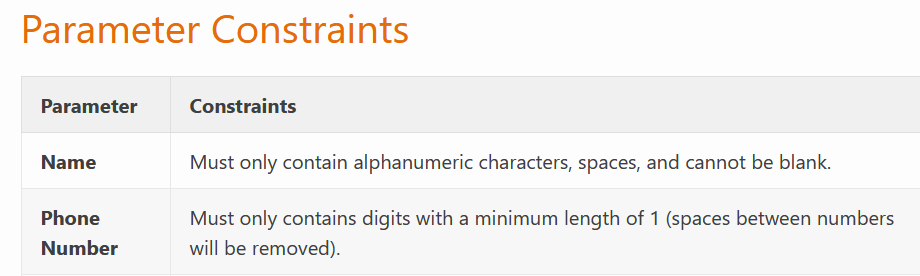 Parameter Constraints
Parameter Constraints
Name Must only contain alphanumeric characters, spaces, and cannot be blank.
Phone Number Must only contains digits with a minimum length of 1 (spaces between numbers
will be removed).